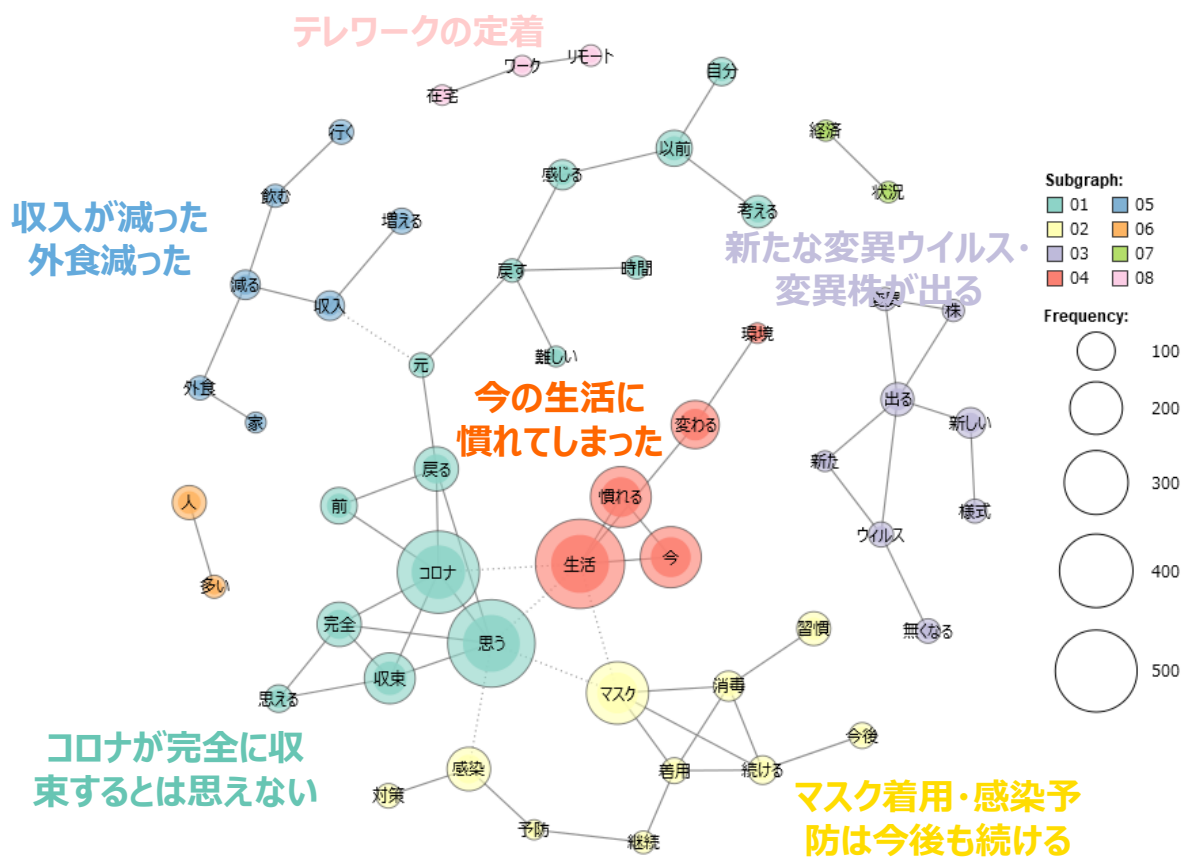 テレワークの定着
リモート
ワーク
在宅
自分
行く
経済
以前
感じる
状況
飲む
収入が減った
外食減った
増える
考える
新たな変異ウイルス・
変異株が出る
戻す
時間
減る
収入
株
難しい
元
環境
外食
家
今の生活に
慣れてしまった
変わる
出る
新しい
新た
戻る
前
慣れる
人
様式
ウイルス
コロナ
生活
今
多い
完全
思う
習慣
無くなる
収束
思える
マスク
消毒
コロナが完全に収
束するとは思えない
今後
感染
着用
続ける
対策
予防
継続
マスク着用・感染予
防は今後も続ける
Subgraph:
01 05
02 06
03 07
04 08
Frequency:
100
200
300
400
500